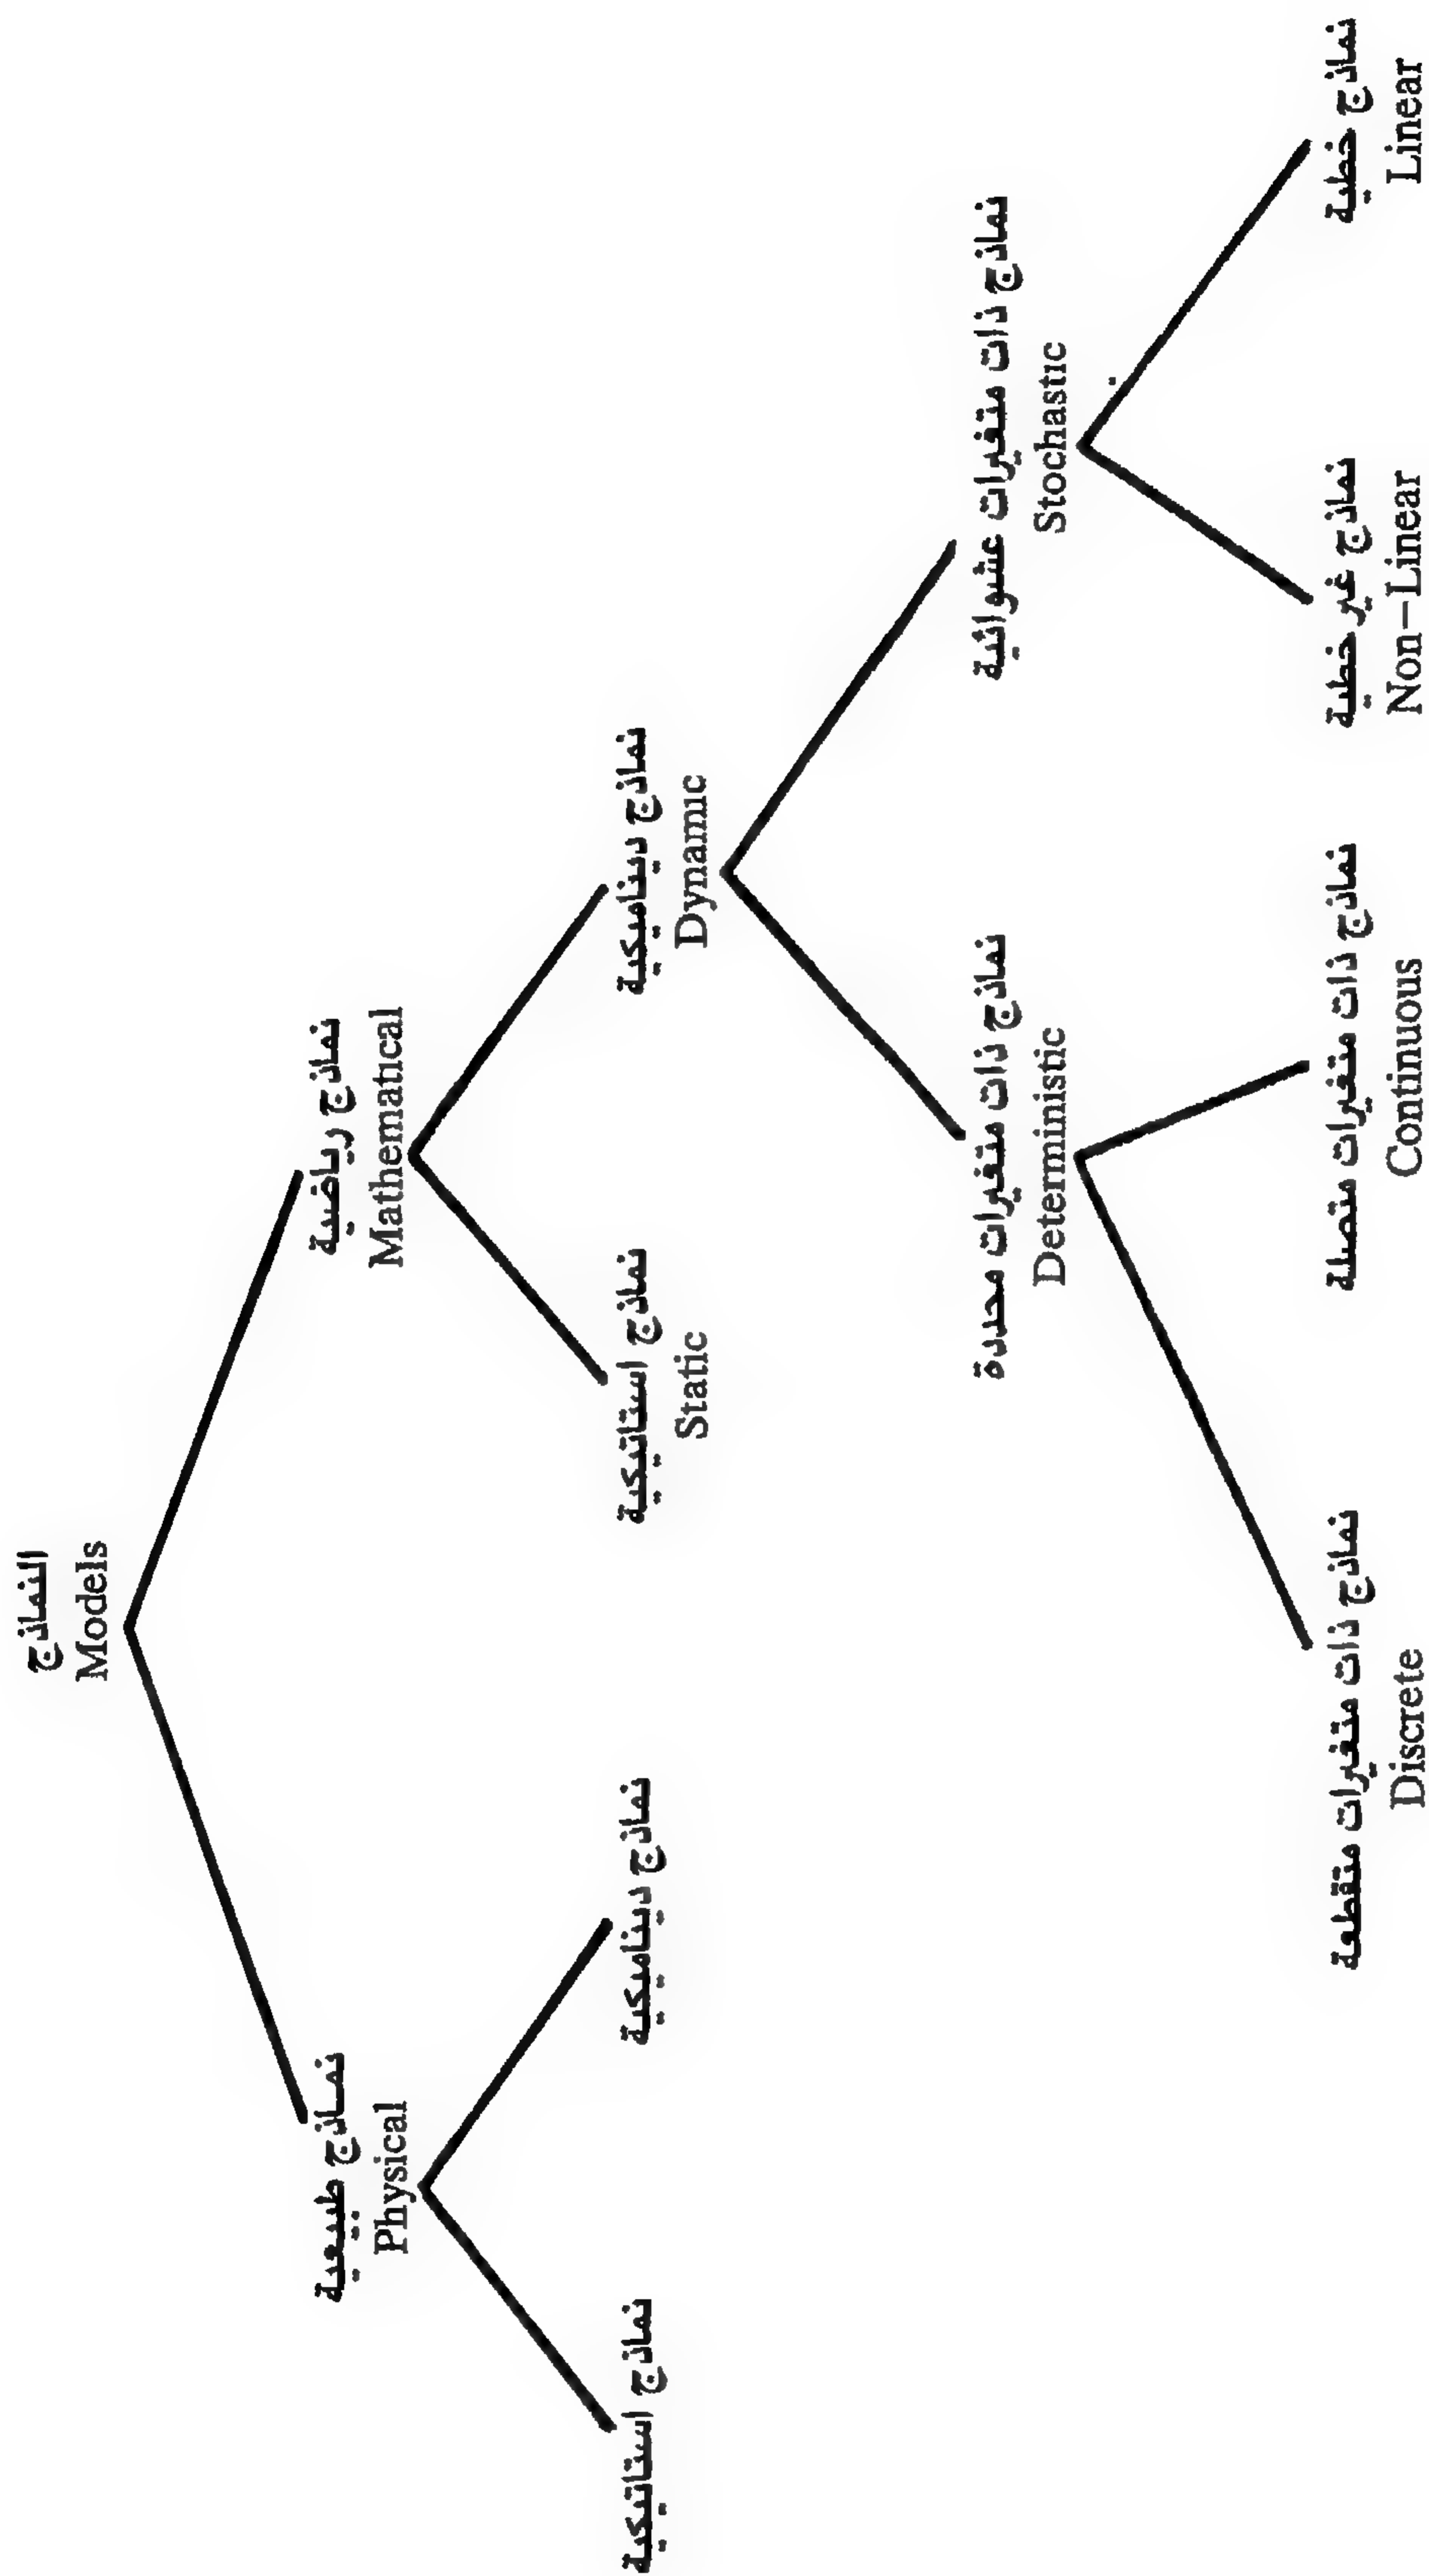 النماذج
Models
نماذج طبيعية
Physical
نماذج رياضية
Mathematical
نماذج استاتيكية
نماذج ديناميكية
نماذج استاتيكية
Static
نماذج ديناميكية
Dynamic
نماذج ذات متغيرات محددة
Deterministic
نماذج ذات متغيرات عشوائية
Stochastic
نماذج ذات متغيرات متقطعة
Discrete
نماذج ذات متغيرات متصلة
Continuous
نماذج غير خطية
Non-Linear
نماذج خطية
Linear